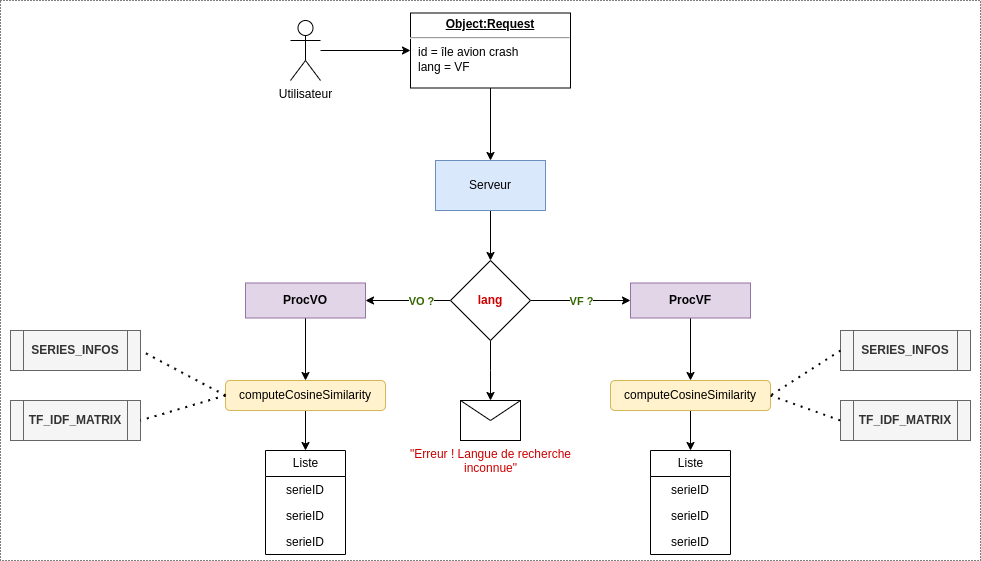 Object:Request
id = île avion crash
lang = VF
Utilisateur
Serveur
ProcVO
VO ?
lang
VF ?
ProcVF
SERIES_INFOS
SERIES_INFOS
computeCosineSimilarity
computeCosineSimilarity
TF_IDF_MATRIX
TF_IDF_MATRIX
"Erreur ! Langue de recherche
inconnue"
Liste
serieID
serieID
serieID
Liste
serieID
serieID
serieID